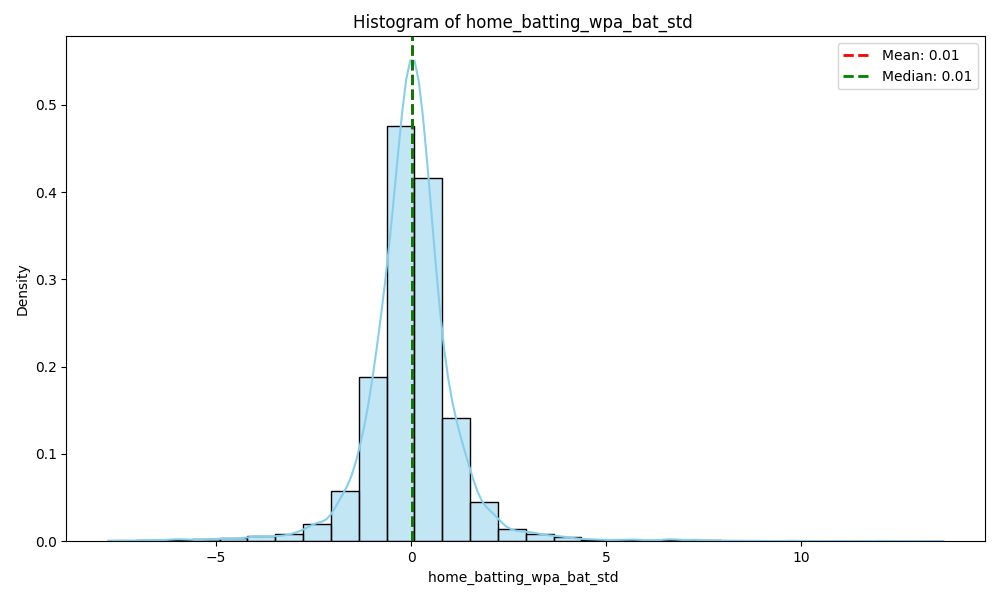 Histogram of home_batting_wpa_bat_std
Mean: 0.01
Median: 0.01
Density
0.5
0.4
0.3
0.2
0.1
0.0
−5
0
5
10
home_batting_wpa_bat_std